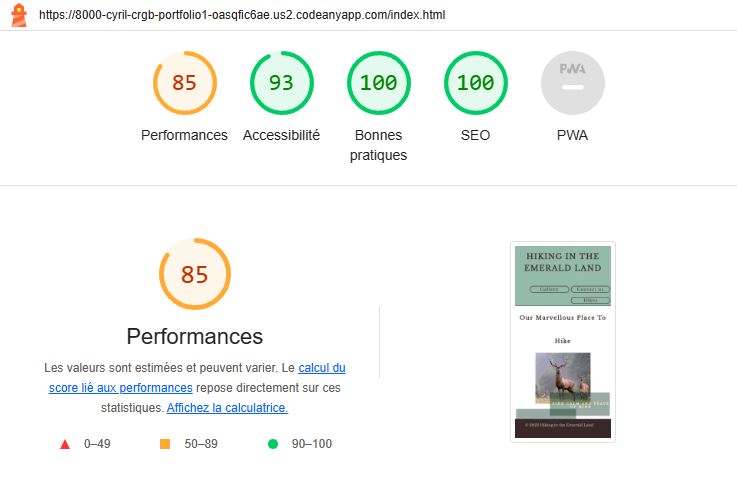 https://8000-cyril-crgb-portfolio1-oasqfic6ae.us2.codeanyapp.com/index.html
85
93
100
100
PWA
Performances
Accessibilité
Bonnes
pratiques
SEO
PWA
85
Performances
Les valeurs sont estimées et peuvent varier. Le calcul du
score lié aux performances repose directement sur ces
statistiques. Affichez la calculatrice.
0–49
50–89
90–100
HIKING IN THE
EMERALD LAND
Gallery
Contact us
Hikes
Our Marvellous Place To
Hike
© 2022 Hiking in the Emerald Land